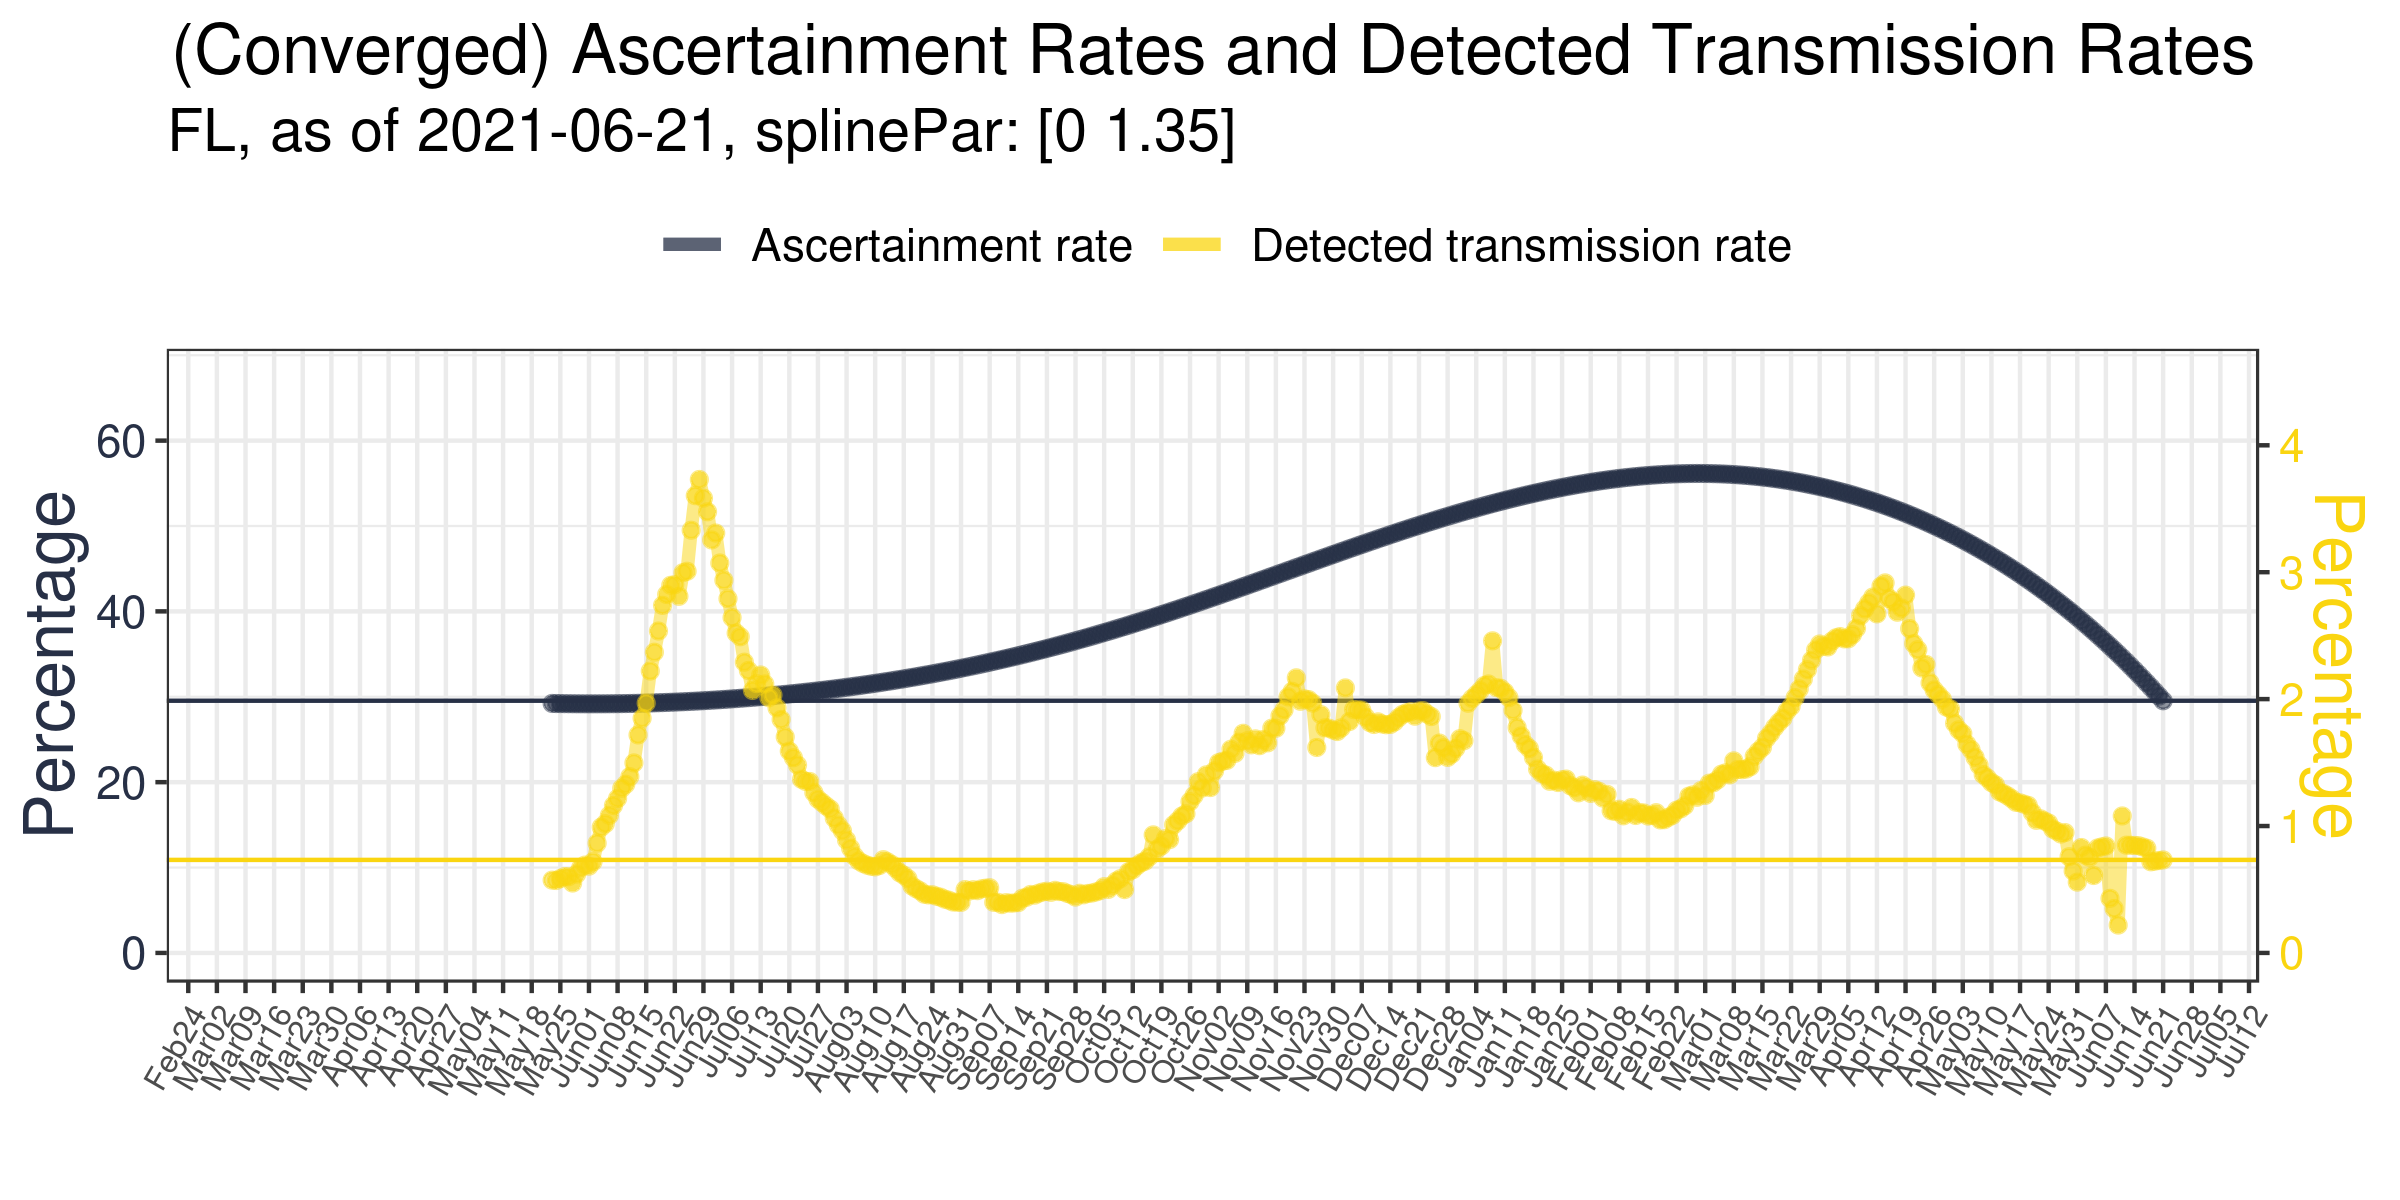 (Converged) Ascertainment Rates and Detected Transmission Rates
FL, as of 2021-06-21, splinePar: [0 1.35]
Ascertainment rate
Detected transmission rate
Percentage
60
40
20
0
4
3
2
1
0
Percentage
Feb24
Mar02
Mar09
Mar16
Mar23
Mar30
Apr06
Apr13
Apr20
Apr27
May04
May11
May18
May25
Jun01
Jun08
Jun15
Jun22
Jun29
Jul06
Jul13
Jul20
Jul27
Aug03
Aug10
Aug17
Aug24
Aug31
Sep07
Sep14
Sep21
Sep28
Oct05
Oct12
Oct19
Oct26
Nov02
Nov09
Nov16
Nov23
Nov30
Dec07
Dec14
Dec21
Dec28
Jan04
Jan11
Jan18
Jan25
Feb01
Feb08
Feb15
Feb22
Mar01
Mar08
Mar15
Mar22
Mar29
Apr05
Apr12
Apr19
Apr26
May03
May10
May17
May24
May31
Jun07
Jun14
Jun21
Jun28
Jul05
Jul12